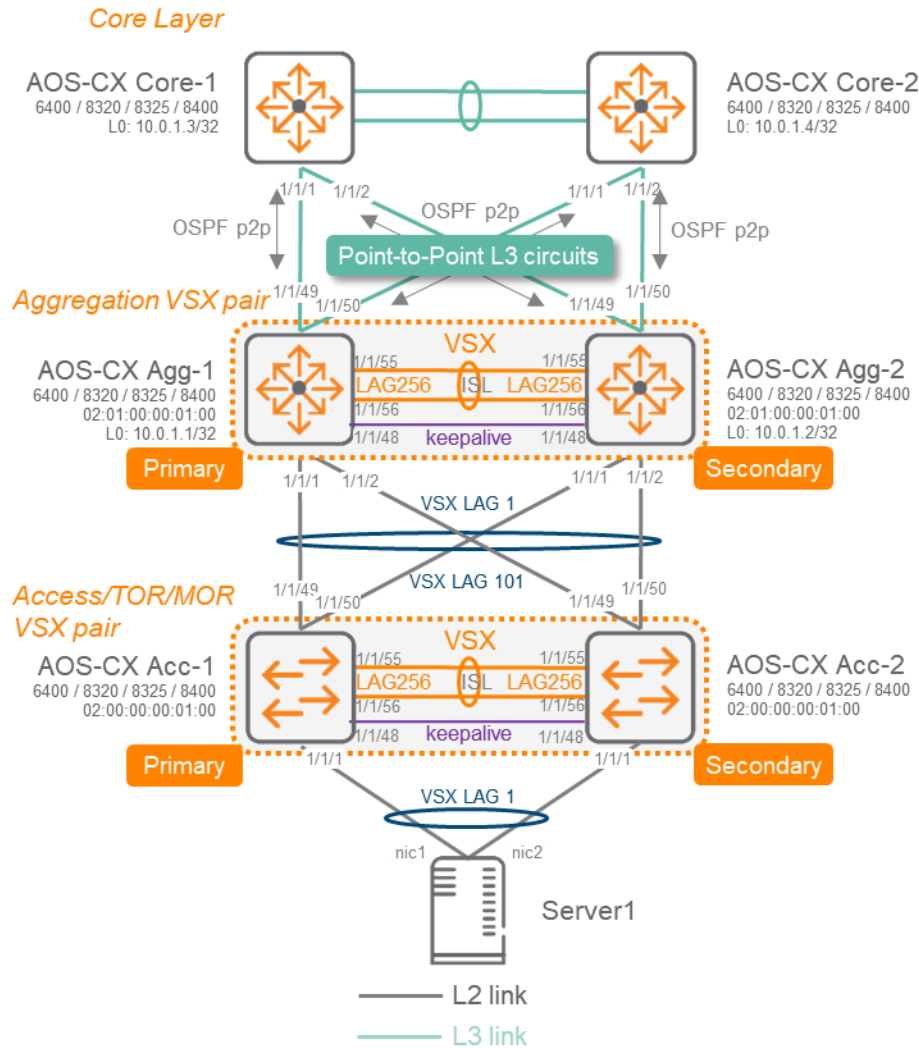 Core Layer
AOS-CX Core-1
6400 / 8320 / 8325 / 8400
L0: 10.0.1.3/32
AOS-CX Core-2
6400 / 8320 / 8325 / 8400
L0: 10.0.1.4/32
1/1/1
1/1/2
1/1/1
1/1/2
OSPF p2p
OSPF p2p
OSPF p2p
Point-to-Point L3 circuits
1/1/49
1/1/50
1/1/49
1/1/50
Aggregation VSX pair
VSX
AOS-CX Agg-1
6400 / 8320 / 8325 / 8400
02:01:00:00:01:00
L0: 10.0.1.1/32
Primary
1/1/55
1/1/55
LAG256
ISL
LAG256
1/1/56
1/1/56
keepalive
1/1/48
1/1/48
AOS-CX Agg-2
6400 / 8320 / 8325 / 8400
02:01:00:00:01:00
L0: 10.0.1.2/32
Secondary
1/1/1
1/1/2
1/1/1
1/1/2
VSX LAG 1
VSX LAG 101
1/1/49
1/1/50
1/1/49
1/1/50
Access/TOR/MOR
VSX pair
VSX
AOS-CX Acc-1
6400 / 8320 / 8325 / 8400
02:00:00:00:01:00
Primary
1/1/55
1/1/55
LAG256
ISL
LAG256
1/1/56
1/1/56
keepalive
1/1/48
1/1/48
AOS-CX Acc-2
6400 / 8320 / 8325 / 8400
02:00:00:00:01:00
Secondary
1/1/1
1/1/1
VSX LAG 1
nic1
nic2
Server1
L2 link
L3 link